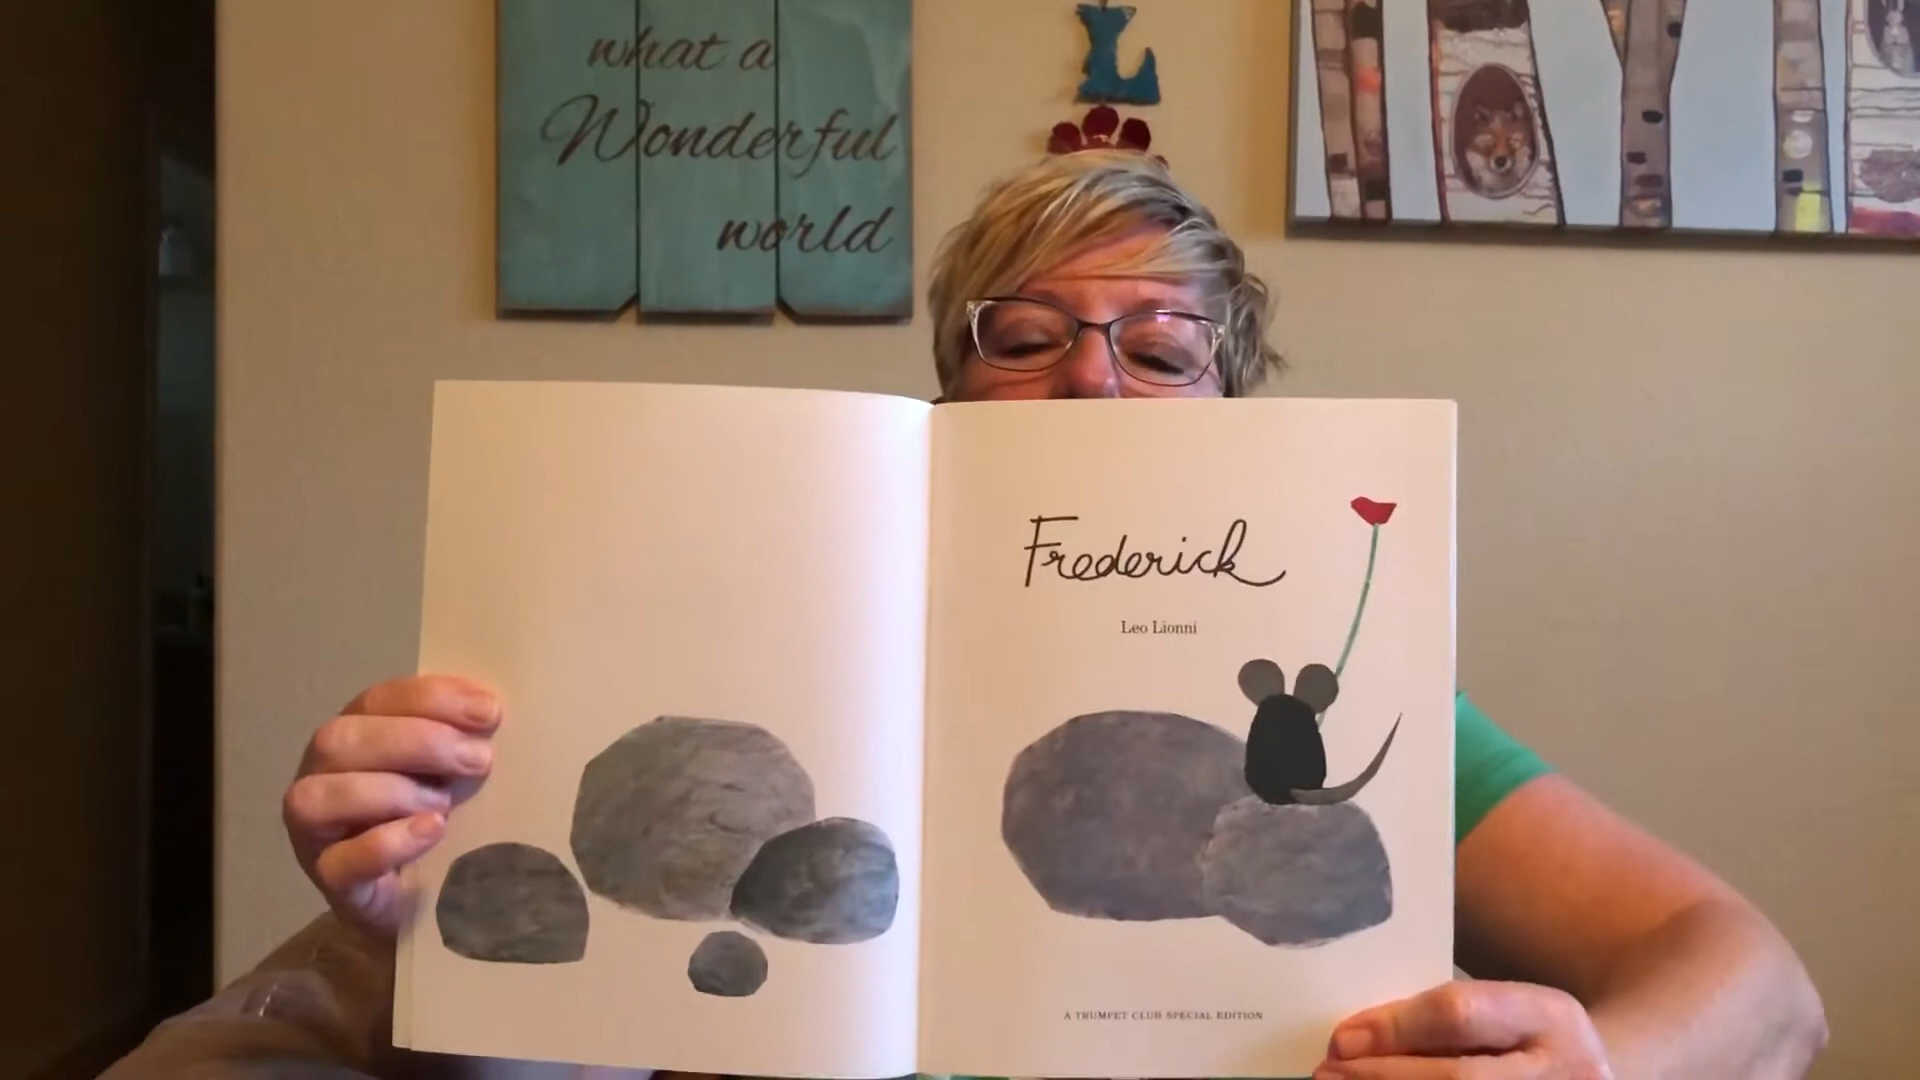 what a
Wonderful
world
L
Frederick
Leo Lionni
A TRUMPET CLUB SPECIAL EDITION